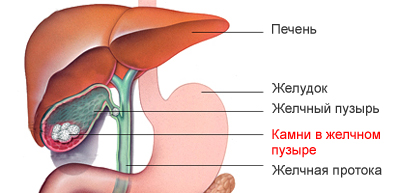 Печень
Желудок
Желчный пузырь
Камни в желчном
пузыре
Желчная протока